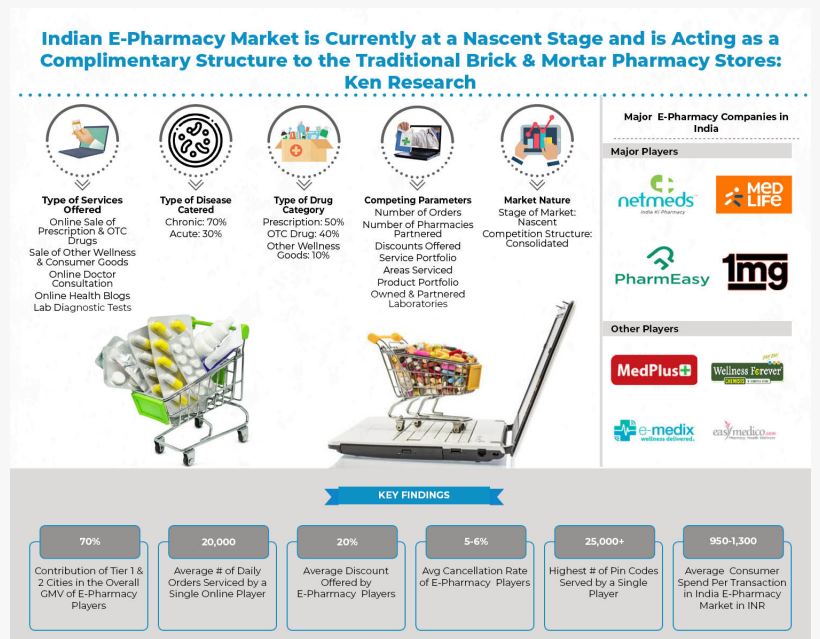 Indian E-Pharmacy Market is Currently at a Nascent Stage and is Acting as a
Complimentary Structure to the Traditional Brick & Mortar Pharmacy Stores:
Ken Research
Type of Services
Offered
Online Sale of
Prescription & OTC
Drugs
Sale of Other Wellness
& Consumer Goods
Online Doctor
Consultation
Online Health Blogs
Lab Diagnostic Tests
Type of Disease
Catered
Chronic: 70%
Acute: 30%
Type of Drug
Category
Prescription: 50%
OTC Drug: 40%
Other Wellness
Goods: 10%
Competing Parameters
Number of Orders
Number of Pharmacies
Partnered
Discounts Offered
Service Portfolio
Areas Serviced
Product Portfolio
Owned & Partnered
Laboratories
Market Nature
Stage of Market:
Nascent
Competition Structure:
Consolidated
Major E-Pharmacy Companies in
India
Major Players
netmeds
India Ki Pharmacy
MED
LIFE
PharmEasy
1mg
Other Players
MedPlus
Wellness Forever
CHEMIST
e-medix
wellness delivered.
easymedico.com
KEY FINDINGS
70%
Contribution of Tier 1 &
2 Cities in the Overall
GMV of E-Pharmacy
Players
20,000
Average # of Daily
Orders Serviced by a
Single Online Player
20%
Average Discount
Offered by
E-Pharmacy Players
5-6%
Avg Cancellation Rate
of E-Pharmacy Players
25,000+
Highest # of Pin Codes
Served by a Single
Player
950-1,300
Average Consumer
Spend Per Transaction
in India E-Pharmacy
Market in INR